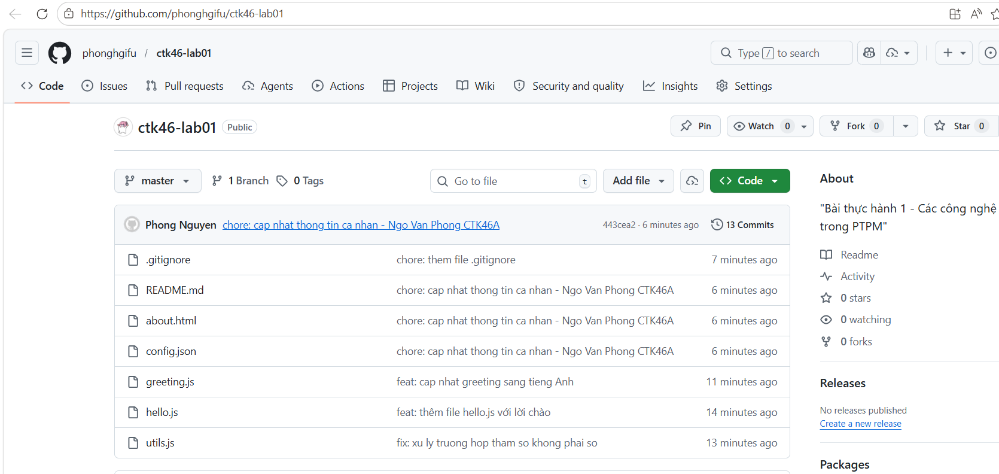 https://github.com/phonghgifu/ctk46-lab01
phonghgifu / ctk46-lab01
Type / to search
Code Issues Pull requests Agents Actions Projects Wiki Security and quality Insights Settings
ctk46-lab01 Public
Pin Watch 0 Fork 0 Star 0
master 1 Branch 0 Tags
Go to file t Add file Code
Phong Nguyen chore: cap nhat thong tin ca nhan - Ngo Van Phong CTK46A 443cea2 · 6 minutes ago 13 Commits
.gitignore chore: them file .gitignore 7 minutes ago
README.md chore: cap nhat thong tin ca nhan - Ngo Van Phong CTK46A 6 minutes ago
about.html chore: cap nhat thong tin ca nhan - Ngo Van Phong CTK46A 6 minutes ago
config.json chore: cap nhat thong tin ca nhan - Ngo Van Phong CTK46A 6 minutes ago
greeting.js feat: cap nhat greeting sang tieng Anh 11 minutes ago
hello.js feat: thêm file hello.js với lời chào 14 minutes ago
utils.js fix: xu ly truong hop tham so khong phai so 13 minutes ago
About
"Bài thực hành 1 - Các công nghệ
trong PTPM"
Readme
Activity
0 stars
0 watching
0 forks
Releases
No releases published
Create a new release
Packages